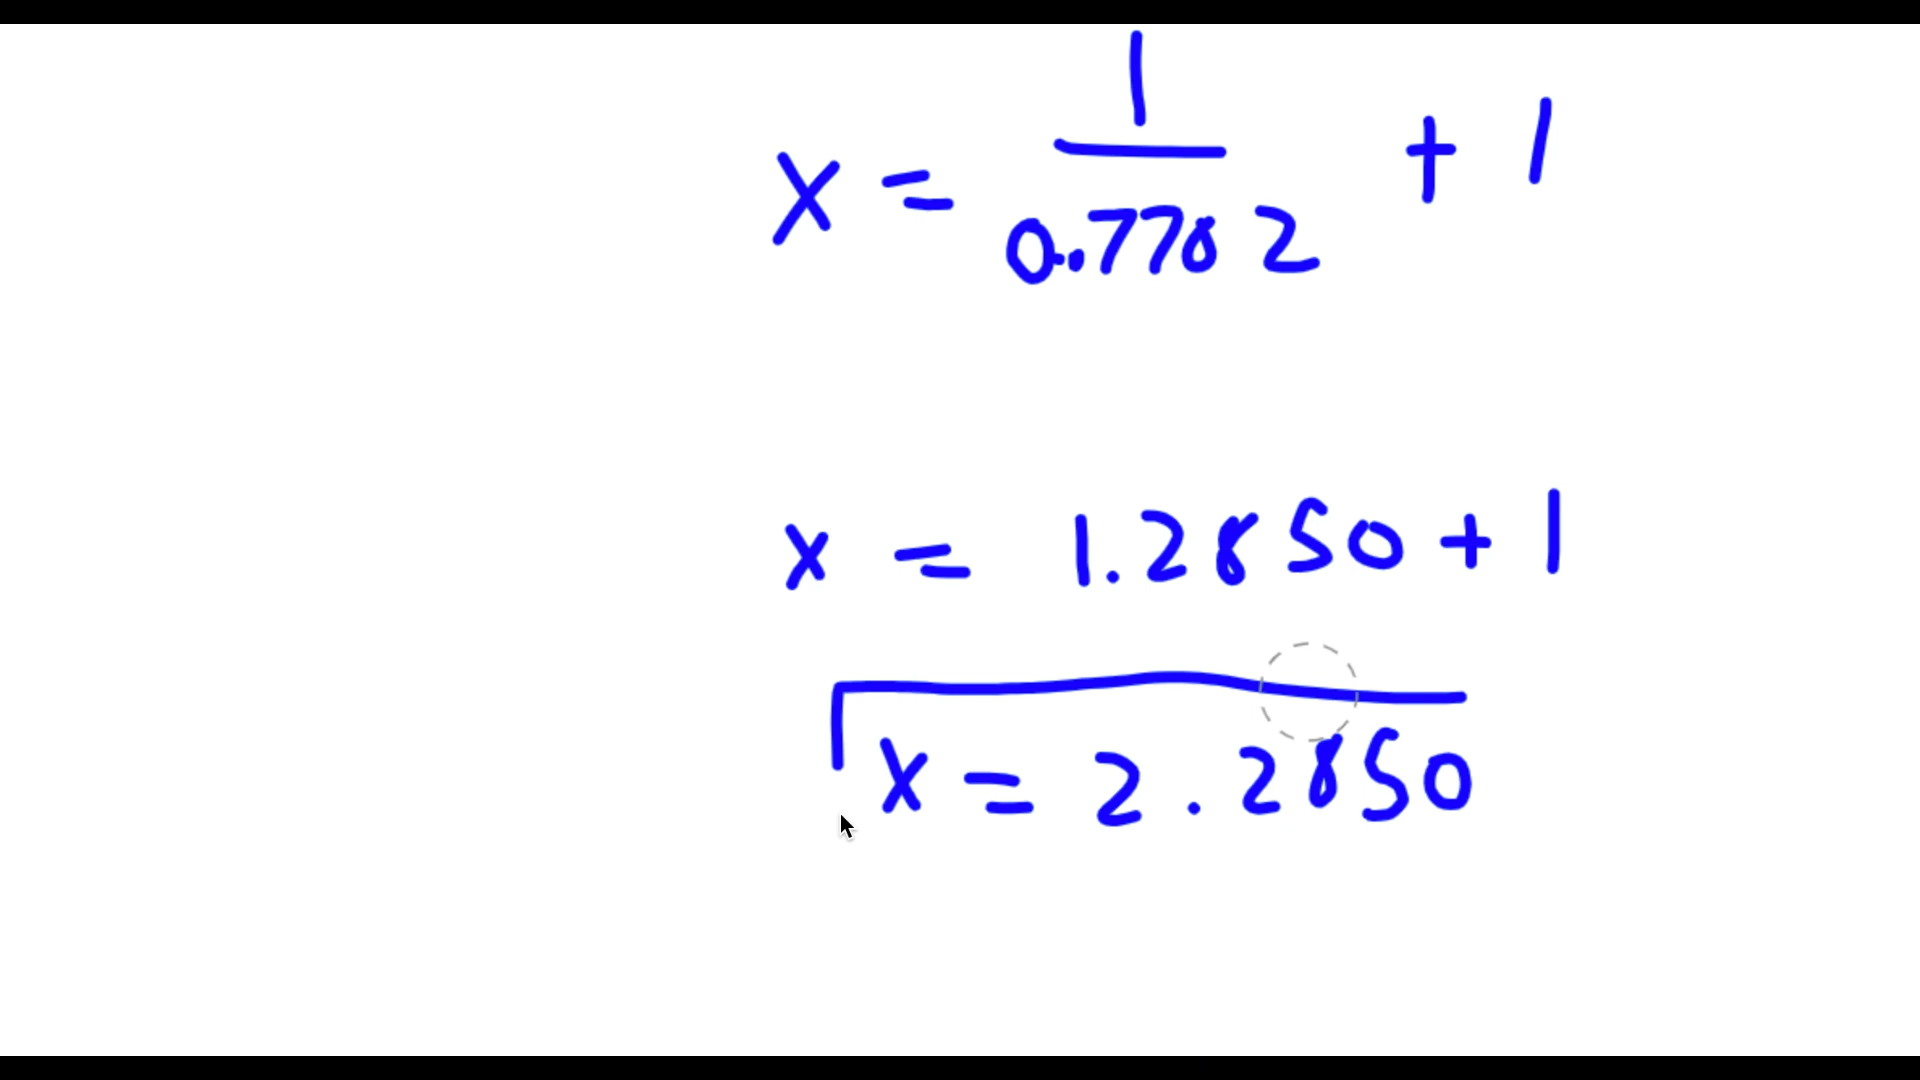 x = 1/0.7782 + 1
x = 1.2850 + 1
x = 2.2850